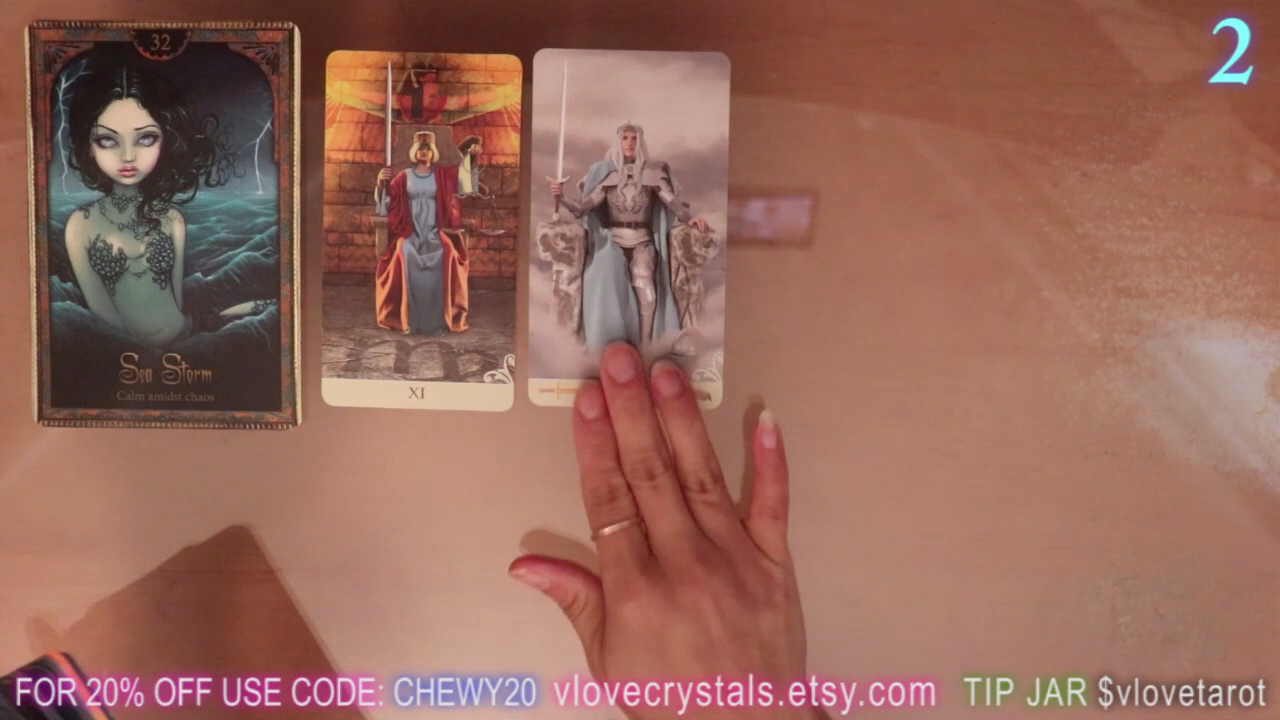 2
32
Sea Storm
Calm amidst chaos
XI
FOR 20% OFF USE CODE: CHEWY20 vlovecrystals.etsy.com TIP JAR $vlovetarot